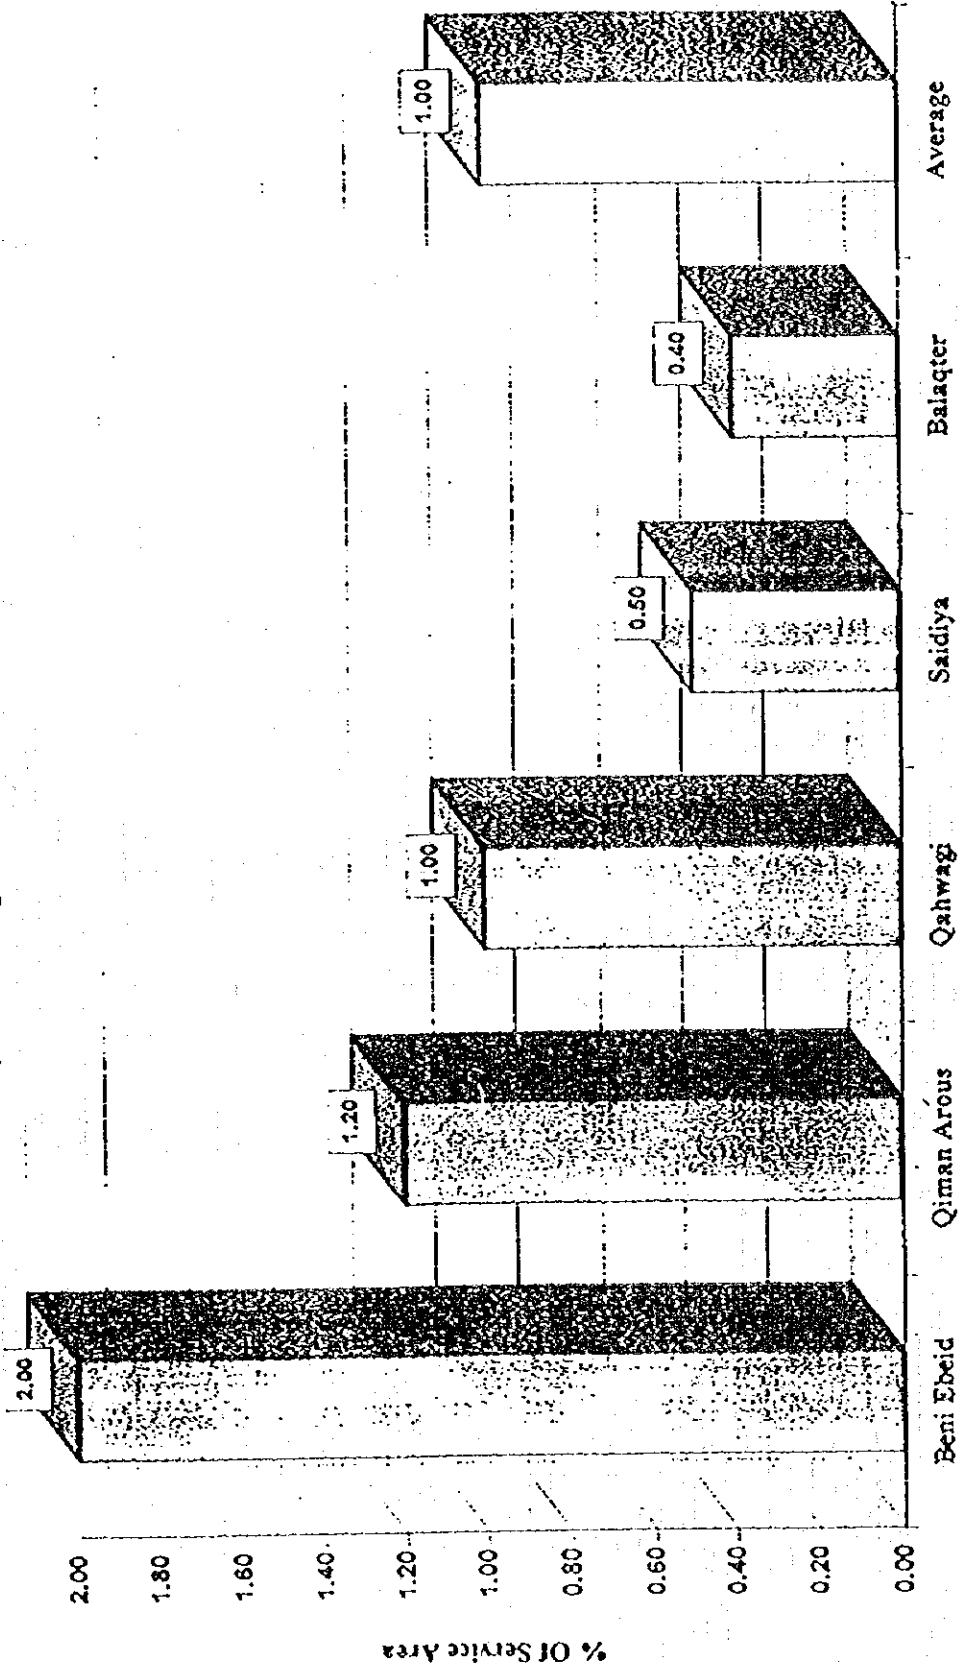 % Of Service Area
2.00
1.80
1.60
1.40
1.20
1.00
0.80
0.60
0.40
0.20
0.00
2.00
1.20
1.00
0.50
0.40
1.00
Beni Ebeid
Qiman Arous
Qahwagi
Saidiya
Balaqter
Average